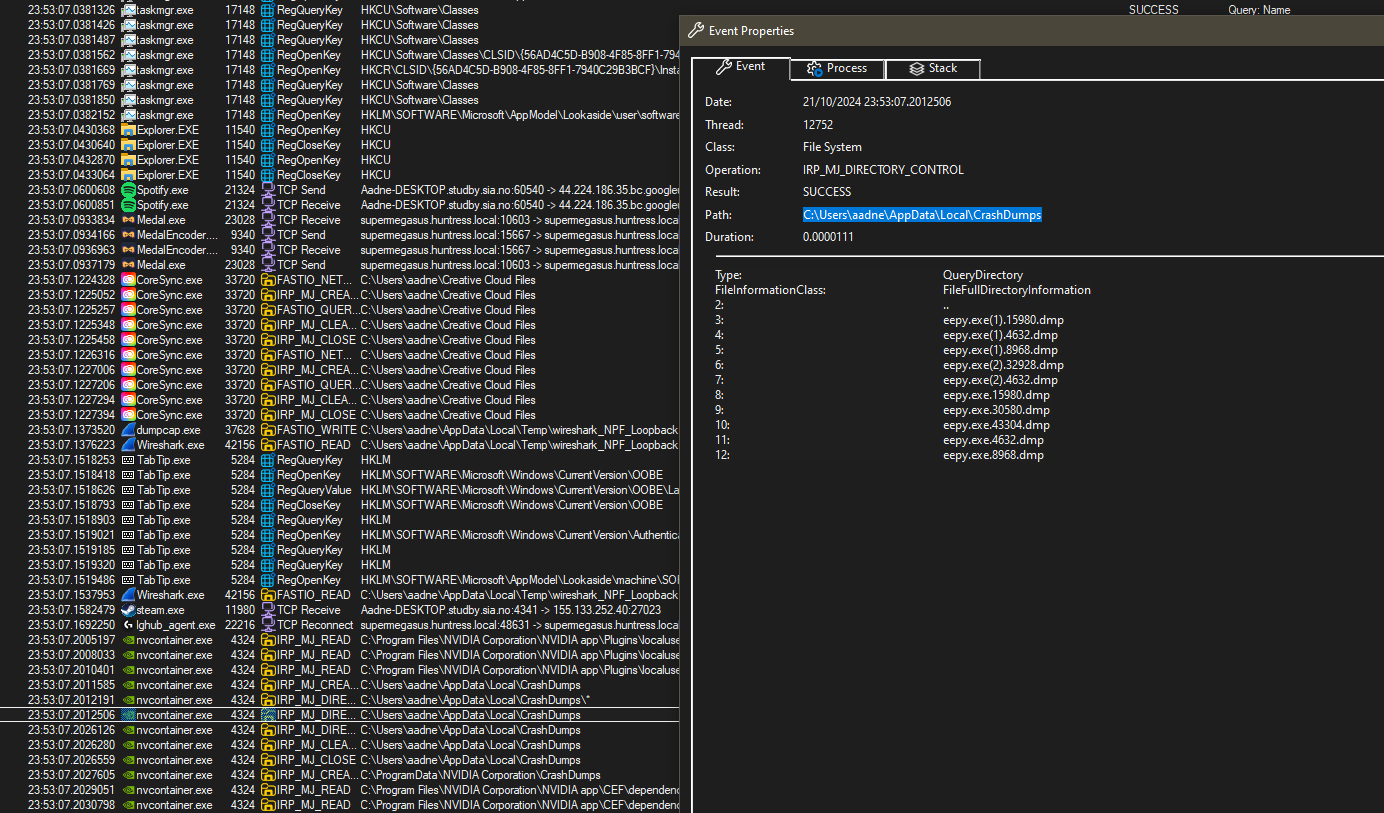 23:53:07.0381326 taskmgr.exe 17148 RegQueryKey HKCU\Software\Classes SUCCESS Query: Name
23:53:07.0381426 taskmgr.exe 17148 RegQueryKey HKCU\Software\Classes
23:53:07.0381487 taskmgr.exe 17148 RegQueryKey HKCU\Software\Classes
23:53:07.0381562 taskmgr.exe 17148 RegOpenKey HKCU\Software\Classes\CLSID\{56AD4C5D-B908-4F85-8FF1-794
23:53:07.0381669 taskmgr.exe 17148 RegOpenKey HKCR\CLSID\{56AD4C5D-B908-4F85-8FF1-7940C29B3BCF}\Insta
23:53:07.0381769 taskmgr.exe 17148 RegQueryKey HKCU\Software\Classes
23:53:07.0381850 taskmgr.exe 17148 RegQueryKey HKCU\Software\Classes
23:53:07.0382152 taskmgr.exe 17148 RegOpenKey HKLM\SOFTWARE\Microsoft\AppModel\Lookaside\user\software
23:53:07.0430368 Explorer.EXE 11540 RegOpenKey HKCU
23:53:07.0430640 Explorer.EXE 11540 RegCloseKey HKCU
23:53:07.0432870 Explorer.EXE 11540 RegOpenKey HKCU
23:53:07.0433064 Explorer.EXE 11540 RegCloseKey HKCU
23:53:07.0600608 Spotify.exe 21324 TCP Send Aadne-DESKTOP.studby.sia.no:60540 -> 44.224.186.35.bc.google
23:53:07.0600851 Spotify.exe 21324 TCP Receive Aadne-DESKTOP.studby.sia.no:60540 -> 44.224.186.35.bc.google
23:53:07.0933834 Medal.exe 23028 TCP Receive supermegasus.huntress.local:10603 -> supermegasus.huntress.loca
23:53:07.0934166 MedalEncoder.... 9340 TCP Send supermegasus.huntress.local:15667 -> supermegasus.huntress.loca
23:53:07.0936963 MedalEncoder.... 9340 TCP Receive supermegasus.huntress.local:15667 -> supermegasus.huntress.loca
23:53:07.0937179 Medal.exe 23028 TCP Send supermegasus.huntress.local:10603 -> supermegasus.huntress.loca
23:53:07.1224328 CoreSync.exe 33720 FASTIO_NET... C:\Users\aadne\Creative Cloud Files
23:53:07.1225052 CoreSync.exe 33720 IRP_MJ_CREA... C:\Users\aadne\Creative Cloud Files
23:53:07.1225257 CoreSync.exe 33720 FASTIO_QUER... C:\Users\aadne\Creative Cloud Files
23:53:07.1225348 CoreSync.exe 33720 IRP_MJ_CLEA... C:\Users\aadne\Creative Cloud Files
23:53:07.1225458 CoreSync.exe 33720 IRP_MJ_CLOSE C:\Users\aadne\Creative Cloud Files
23:53:07.1226316 CoreSync.exe 33720 FASTIO_NET... C:\Users\aadne\Creative Cloud Files
23:53:07.1227006 CoreSync.exe 33720 IRP_MJ_CREA... C:\Users\aadne\Creative Cloud Files
23:53:07.1227206 CoreSync.exe 33720 FASTIO_QUER... C:\Users\aadne\Creative Cloud Files
23:53:07.1227294 CoreSync.exe 33720 IRP_MJ_CLEA... C:\Users\aadne\Creative Cloud Files
23:53:07.1227394 CoreSync.exe 33720 IRP_MJ_CLOSE C:\Users\aadne\Creative Cloud Files
23:53:07.1373520 dumpcap.exe 37628 FASTIO_WRITE C:\Users\aadne\AppData\Local\Temp\wireshark_NPF_Loopback
23:53:07.1376223 Wireshark.exe 42156 FASTIO_READ C:\Users\aadne\AppData\Local\Temp\wireshark_NPF_Loopback
23:53:07.1518253 TabTip.exe 5284 RegQueryKey HKLM
23:53:07.1518418 TabTip.exe 5284 RegOpenKey HKLM\SOFTWARE\Microsoft\Windows\CurrentVersion\OOBE
23:53:07.1518626 TabTip.exe 5284 RegQueryValue HKLM\SOFTWARE\Microsoft\Windows\CurrentVersion\OOBE\La
23:53:07.1518793 TabTip.exe 5284 RegCloseKey HKLM\SOFTWARE\Microsoft\Windows\CurrentVersion\OOBE
23:53:07.1518903 TabTip.exe 5284 RegQueryKey HKLM
23:53:07.1519021 TabTip.exe 5284 RegOpenKey HKLM\SOFTWARE\Microsoft\Windows\CurrentVersion\Authentic
23:53:07.1519185 TabTip.exe 5284 RegQueryKey HKLM
23:53:07.1519320 TabTip.exe 5284 RegQueryKey HKLM
23:53:07.1519486 TabTip.exe 5284 RegOpenKey HKLM\SOFTWARE\Microsoft\AppModel\Lookaside\machine\SO
23:53:07.1537953 Wireshark.exe 42156 FASTIO_READ C:\Users\aadne\AppData\Local\Temp\wireshark_NPF_Loopback
23:53:07.1582479 steam.exe 11980 TCP Receive Aadne-DESKTOP.studby.sia.no:4341 -> 155.133.252.40:27023
23:53:07.1692250 lghub_agent.exe 22216 TCP Reconnect supermegasus.huntress.local:48631 -> supermegasus.huntress.loca
23:53:07.2005197 nvcontainer.exe 4324 IRP_MJ_READ C:\Program Files\NVIDIA Corporation\NVIDIA app\Plugins\localuse
23:53:07.2008033 nvcontainer.exe 4324 IRP_MJ_READ C:\Program Files\NVIDIA Corporation\NVIDIA app\Plugins\localuse
23:53:07.2010401 nvcontainer.exe 4324 IRP_MJ_READ C:\Program Files\NVIDIA Corporation\NVIDIA app\Plugins\localuse
23:53:07.2011585 nvcontainer.exe 4324 IRP_MJ_CREA... C:\Users\aadne\AppData\Local\CrashDumps
23:53:07.2012191 nvcontainer.exe 4324 IRP_MJ_DIRE... C:\Users\aadne\AppData\Local\CrashDumps\*
23:53:07.2012506 nvcontainer.exe 4324 IRP_MJ_DIRE... C:\Users\aadne\AppData\Local\CrashDumps
23:53:07.2026126 nvcontainer.exe 4324 IRP_MJ_DIRE... C:\Users\aadne\AppData\Local\CrashDumps
23:53:07.2026280 nvcontainer.exe 4324 IRP_MJ_CLEA... C:\Users\aadne\AppData\Local\CrashDumps
23:53:07.2026559 nvcontainer.exe 4324 IRP_MJ_CLOSE C:\Users\aadne\AppData\Local\CrashDumps
23:53:07.2027605 nvcontainer.exe 4324 IRP_MJ_CREA... C:\ProgramData\NVIDIA Corporation\CrashDumps
23:53:07.2029051 nvcontainer.exe 4324 IRP_MJ_READ C:\Program Files\NVIDIA Corporation\NVIDIA app\CEF\dependenc
23:53:07.2030798 nvcontainer.exe 4324 IRP_MJ_READ C:\Program Files\NVIDIA Corporation\NVIDIA app\CEF\dependenc
Event Properties
Event Process Stack
Date: 21/10/2024 23:53:07.2012506
Thread: 12752
Class: File System
Operation: IRP_MJ_DIRECTORY_CONTROL
Result: SUCCESS
Path: C:\Users\aadne\AppData\Local\CrashDumps
Duration: 0.0000111
Type: QueryDirectory
FileInformationClass: FileFullDirectoryInformation
2: ..
3: eepy.exe(1).15980.dmp
4: eepy.exe(1).4632.dmp
5: eepy.exe(1).8968.dmp
6: eepy.exe(2).32928.dmp
7: eepy.exe(2).4632.dmp
8: eepy.exe.15980.dmp
9: eepy.exe.30580.dmp
10: eepy.exe.43304.dmp
11: eepy.exe.4632.dmp
12: eepy.exe.8968.dmp